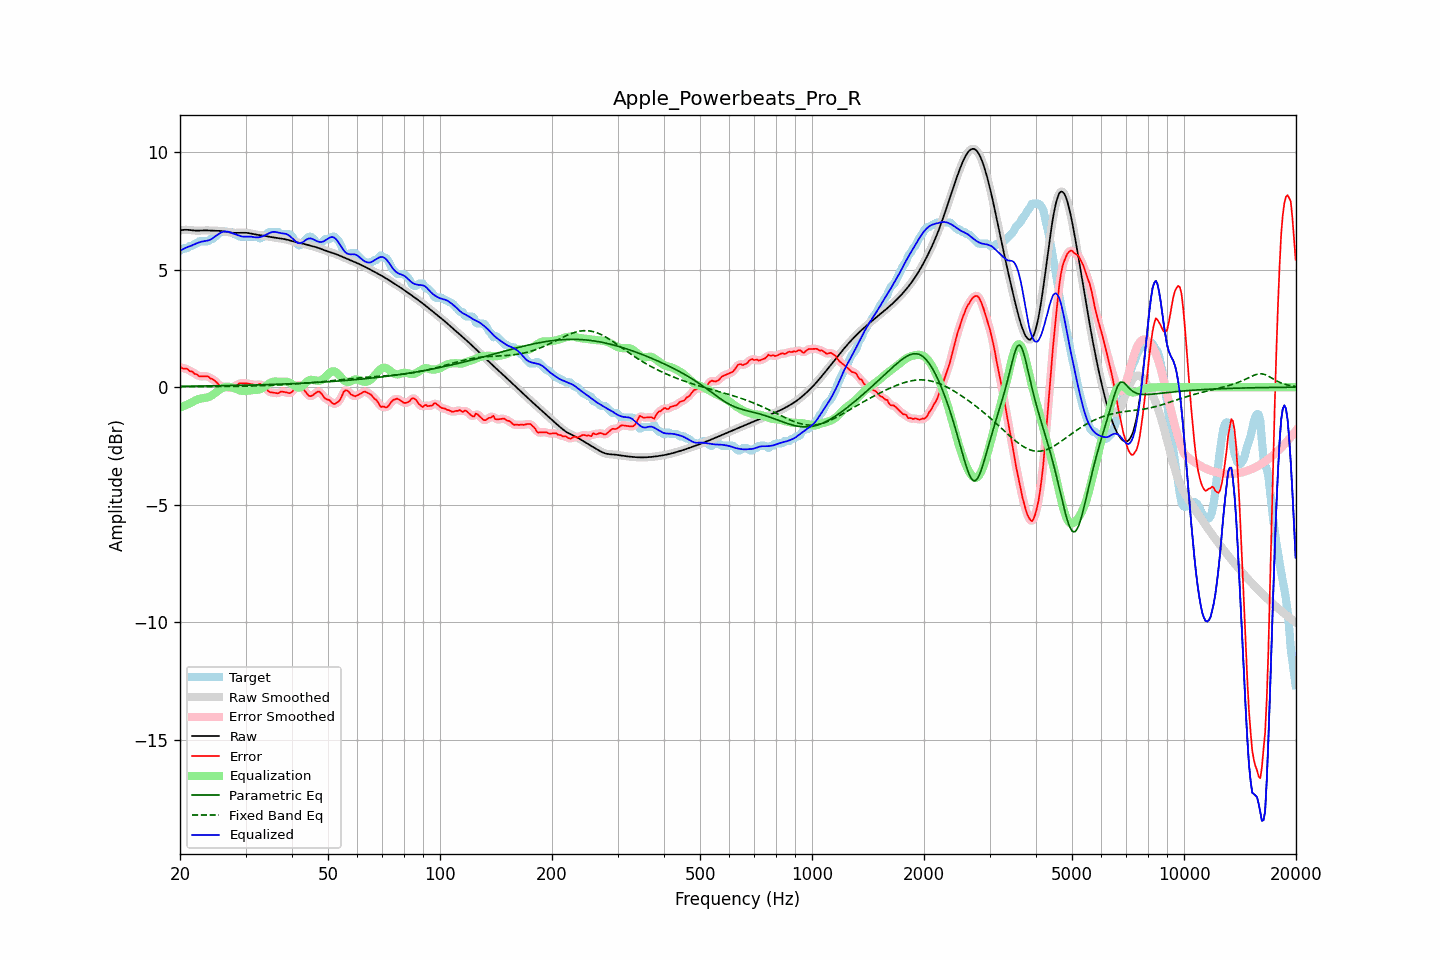 Apple_Powerbeats_Pro_R
Amplitude (dBr)
10
5
0
−5
−10
−15
Target
Raw Smoothed
Error Smoothed
Raw
Error
Equalization
Parametric Eq
Fixed Band Eq
Equalized
20 50 100 200 500 1000 2000 5000 10000 20000
Frequency (Hz)